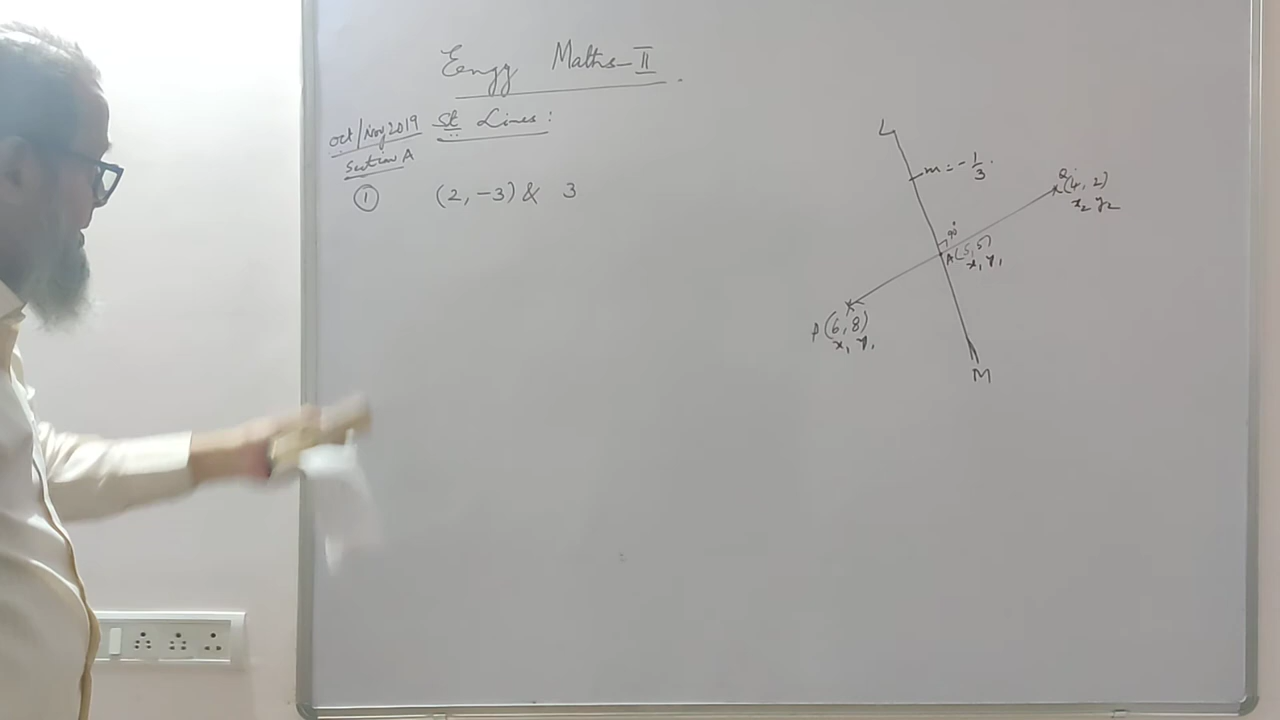 Eengg Maths-II
oct/Nov 2019 St Lines:
Section A
① (2, -3) & 3
L
m = -1/3
Q(4, 2)
x₂ y₂
90°
A(5, 5)
x₁ y₁
P(6, 8)
x₁ y₁
M